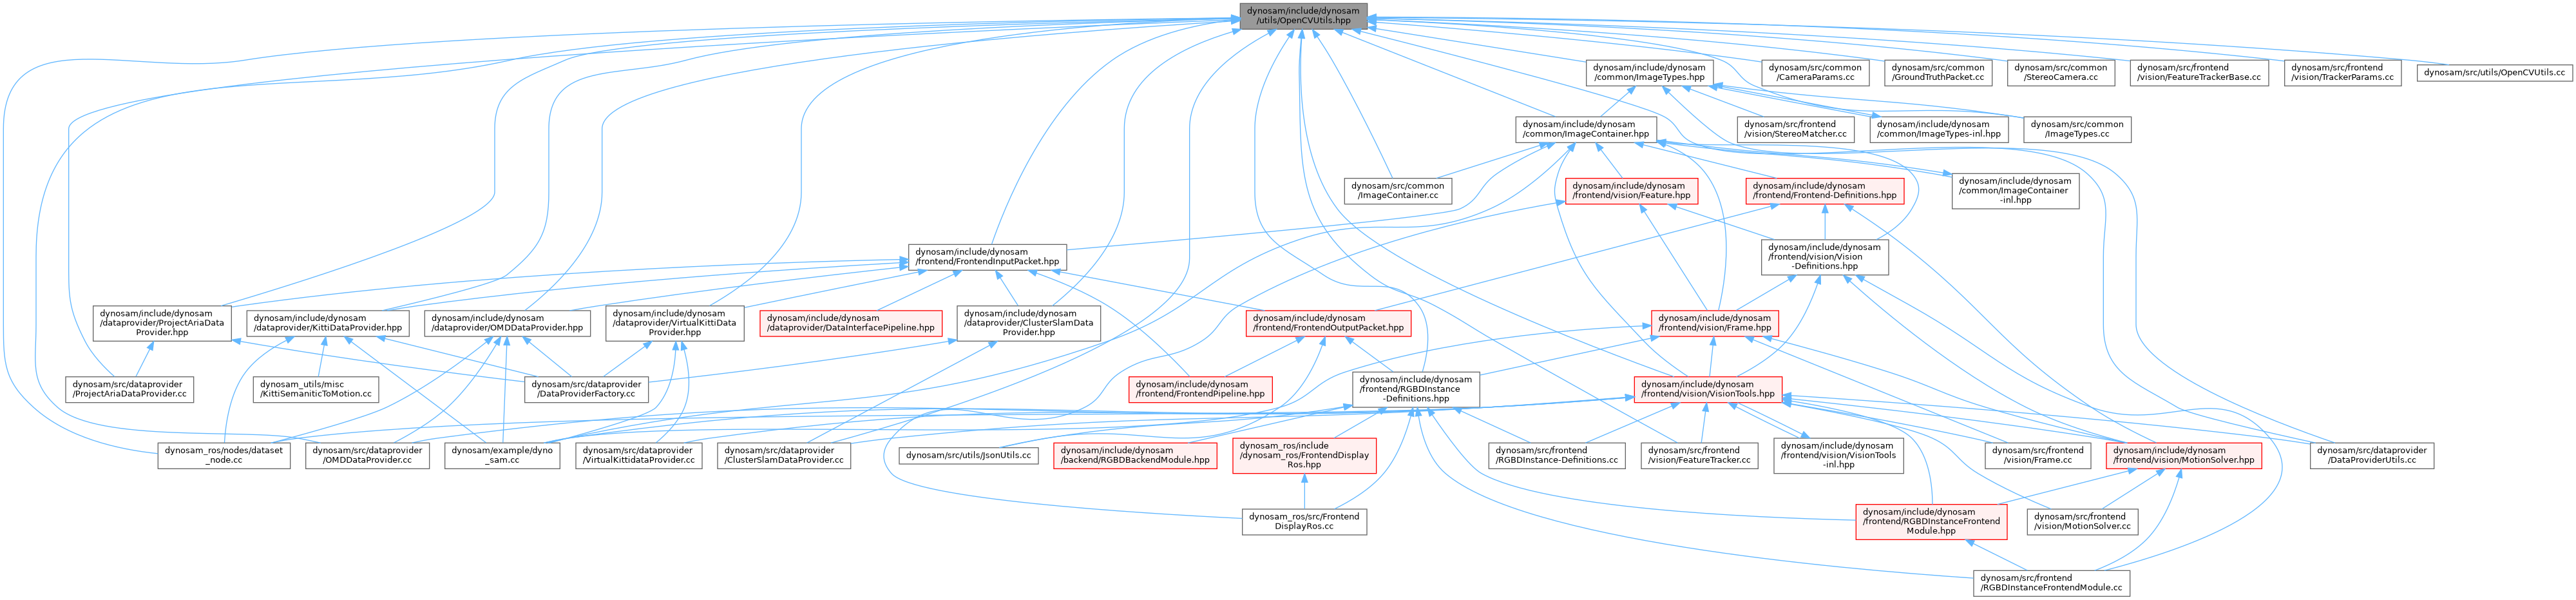 dynosam/include/dynosam
/utils/OpenCVUtils.hpp
dynosam/include/dynosam
/common/ImageTypes.hpp
dynosam/src/common
/CameraParams.cc
dynosam/src/common
/GroundTruthPacket.cc
dynosam/src/common
/StereoCamera.cc
dynosam/src/frontend
/vision/FeatureTrackerBase.cc
dynosam/src/frontend
/vision/TrackerParams.cc
dynosam/src/utils/OpenCVUtils.cc
dynosam/include/dynosam
/common/ImageContainer.hpp
dynosam/src/frontend
/vision/StereoMatcher.cc
dynosam/include/dynosam
/common/ImageTypes-inl.hpp
dynosam/src/common
/ImageTypes.cc
dynosam/src/common
/ImageContainer.cc
dynosam/include/dynosam
/frontend/vision/Feature.hpp
dynosam/include/dynosam
/frontend/Frontend-Definitions.hpp
dynosam/include/dynosam
/common/ImageContainer
-inl.hpp
dynosam/include/dynosam
/frontend/FrontendInputPacket.hpp
dynosam/include/dynosam
/frontend/vision/Vision
-Definitions.hpp
dynosam/include/dynosam
/dataprovider/ProjectAriaData
Provider.hpp
dynosam/include/dynosam
/dataprovider/KittiDataProvider.hpp
dynosam/include/dynosam
/dataprovider/OMDDataProvider.hpp
dynosam/include/dynosam
/dataprovider/VirtualKittiData
Provider.hpp
dynosam/include/dynosam
/dataprovider/DataInterfacePipeline.hpp
dynosam/include/dynosam
/dataprovider/ClusterSlamData
Provider.hpp
dynosam/include/dynosam
/frontend/FrontendOutputPacket.hpp
dynosam/include/dynosam
/frontend/vision/Frame.hpp
dynosam/src/dataprovider
/ProjectAriaDataProvider.cc
dynosam_utils/misc
/KittiSemaniticToMotion.cc
dynosam/src/dataprovider
/DataProviderFactory.cc
dynosam/include/dynosam
/frontend/FrontendPipeline.hpp
dynosam/include/dynosam
/frontend/RGBDInstance
-Definitions.hpp
dynosam/include/dynosam
/frontend/vision/VisionTools.hpp
dynosam_ros/nodes/dataset
_node.cc
dynosam/src/dataprovider
/OMDDataProvider.cc
dynosam/example/dyno
_sam.cc
dynosam/src/dataprovider
/VirtualKittidataProvider.cc
dynosam/src/dataprovider
/ClusterSlamDataProvider.cc
dynosam/src/utils/JsonUtils.cc
dynosam/include/dynosam
/backend/RGBDBackendModule.hpp
dynosam_ros/include
/dynosam_ros/FrontendDisplay
Ros.hpp
dynosam/src/frontend
/RGBDInstance-Definitions.cc
dynosam/src/frontend
/vision/FeatureTracker.cc
dynosam/include/dynosam
/frontend/vision/VisionTools
-inl.hpp
dynosam/src/frontend
/vision/Frame.cc
dynosam/include/dynosam
/frontend/vision/MotionSolver.hpp
dynosam/src/dataprovider
/DataProviderUtils.cc
dynosam_ros/src/Frontend
DisplayRos.cc
dynosam/include/dynosam
/frontend/RGBDInstanceFrontend
Module.hpp
dynosam/src/frontend
/vision/MotionSolver.cc
dynosam/src/frontend
/RGBDInstanceFrontendModule.cc